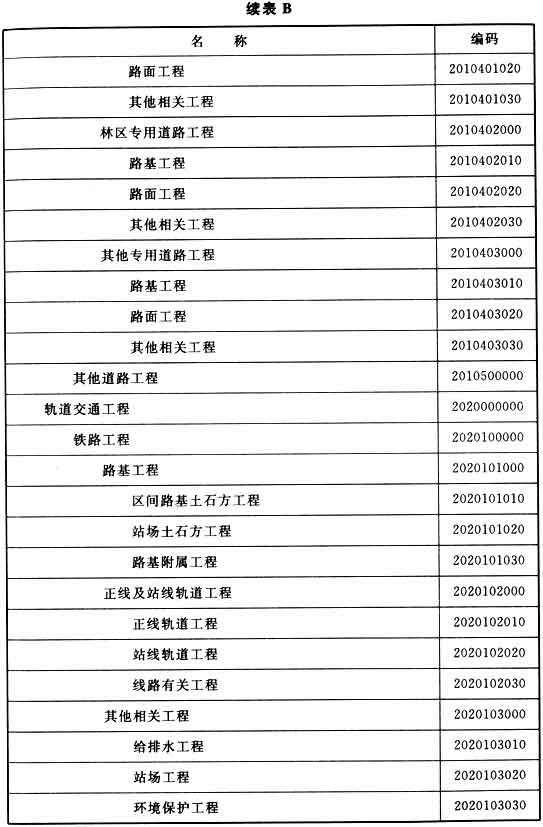 续表 B
名 称 编码
路面工程 2010401020
其他相关工程 2010401030
林区专用道路工程 2010402000
路基工程 2010402010
路面工程 2010402020
其他相关工程 2010402030
其他专用道路工程 2010403000
路基工程 2010403010
路面工程 2010403020
其他相关工程 2010403030
其他道路工程 2010500000
轨道交通工程 2020000000
铁路工程 2020100000
路基工程 2020101000
区间路基土石方工程 2020101010
站场土石方工程 2020101020
路基附属工程 2020101030
正线及站线轨道工程 2020102000
正线轨道工程 2020102010
站线轨道工程 2020102020
线路有关工程 2020102030
其他相关工程 2020103000
给排水工程 2020103010
站场工程 2020103020
环境保护工程 2020103030